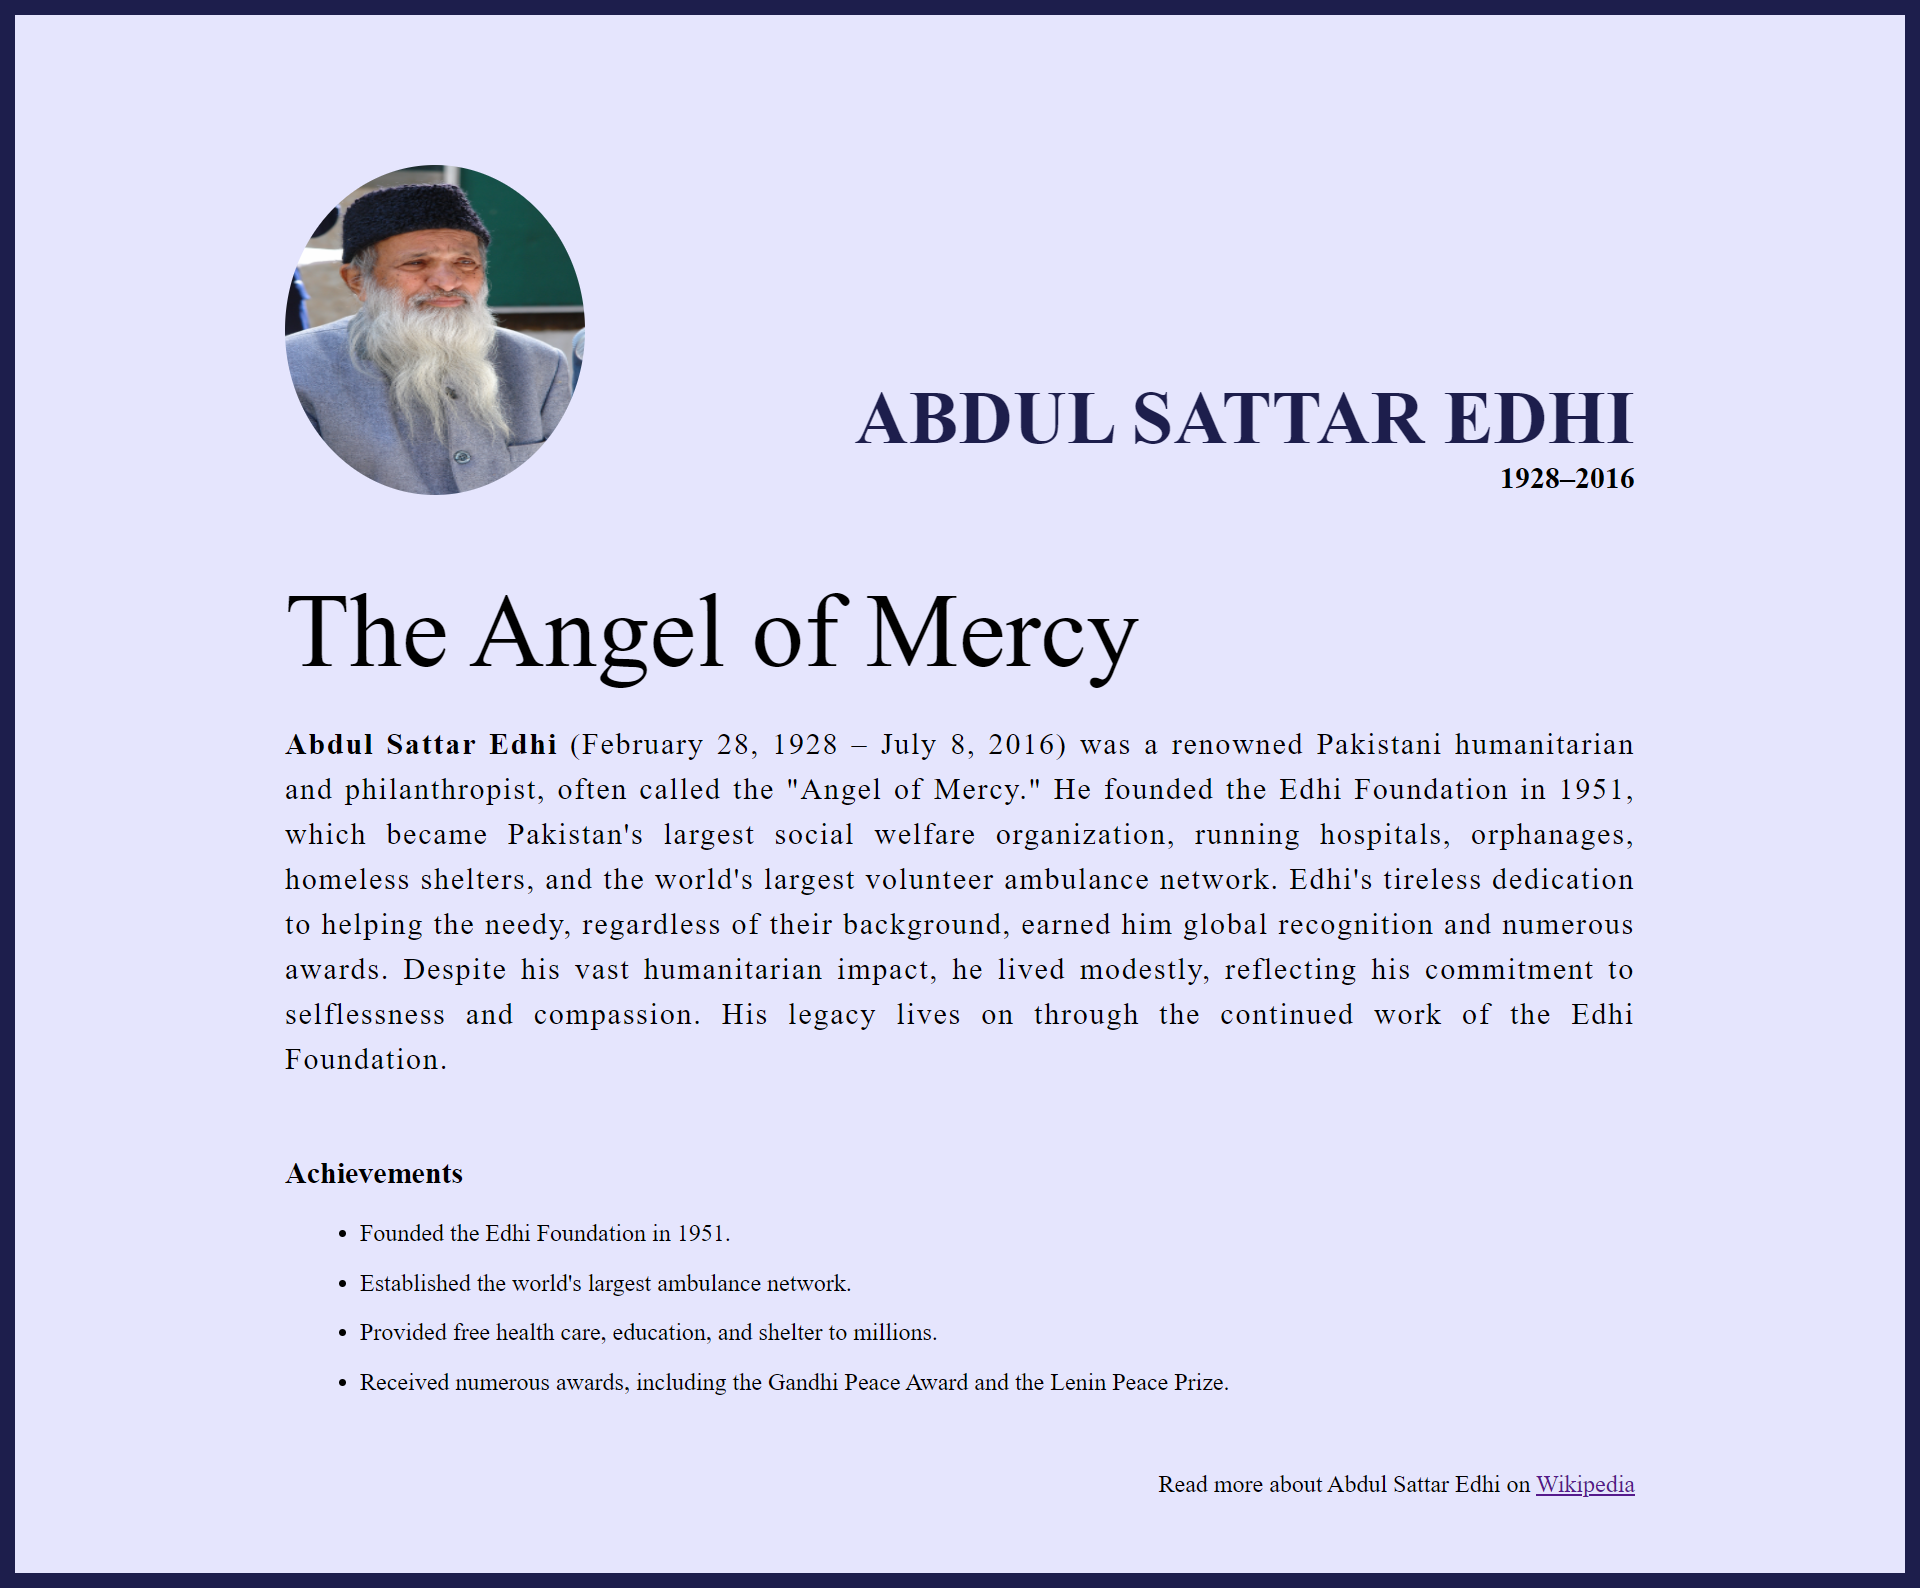 ABDUL SATTAR EDHI
1928–2016
The Angel of Mercy
Abdul Sattar Edhi (February 28, 1928 – July 8, 2016) was a renowned Pakistani humanitarian
and philanthropist, often called the "Angel of Mercy." He founded the Edhi Foundation in 1951,
which became Pakistan's largest social welfare organization, running hospitals, orphanages,
homeless shelters, and the world's largest volunteer ambulance network. Edhi's tireless dedication
to helping the needy, regardless of their background, earned him global recognition and numerous
awards. Despite his vast humanitarian impact, he lived modestly, reflecting his commitment to
selflessness and compassion. His legacy lives on through the continued work of the Edhi
Foundation.
Achievements
• Founded the Edhi Foundation in 1951.
• Established the world's largest ambulance network.
• Provided free health care, education, and shelter to millions.
• Received numerous awards, including the Gandhi Peace Award and the Lenin Peace Prize.
Read more about Abdul Sattar Edhi on Wikipedia